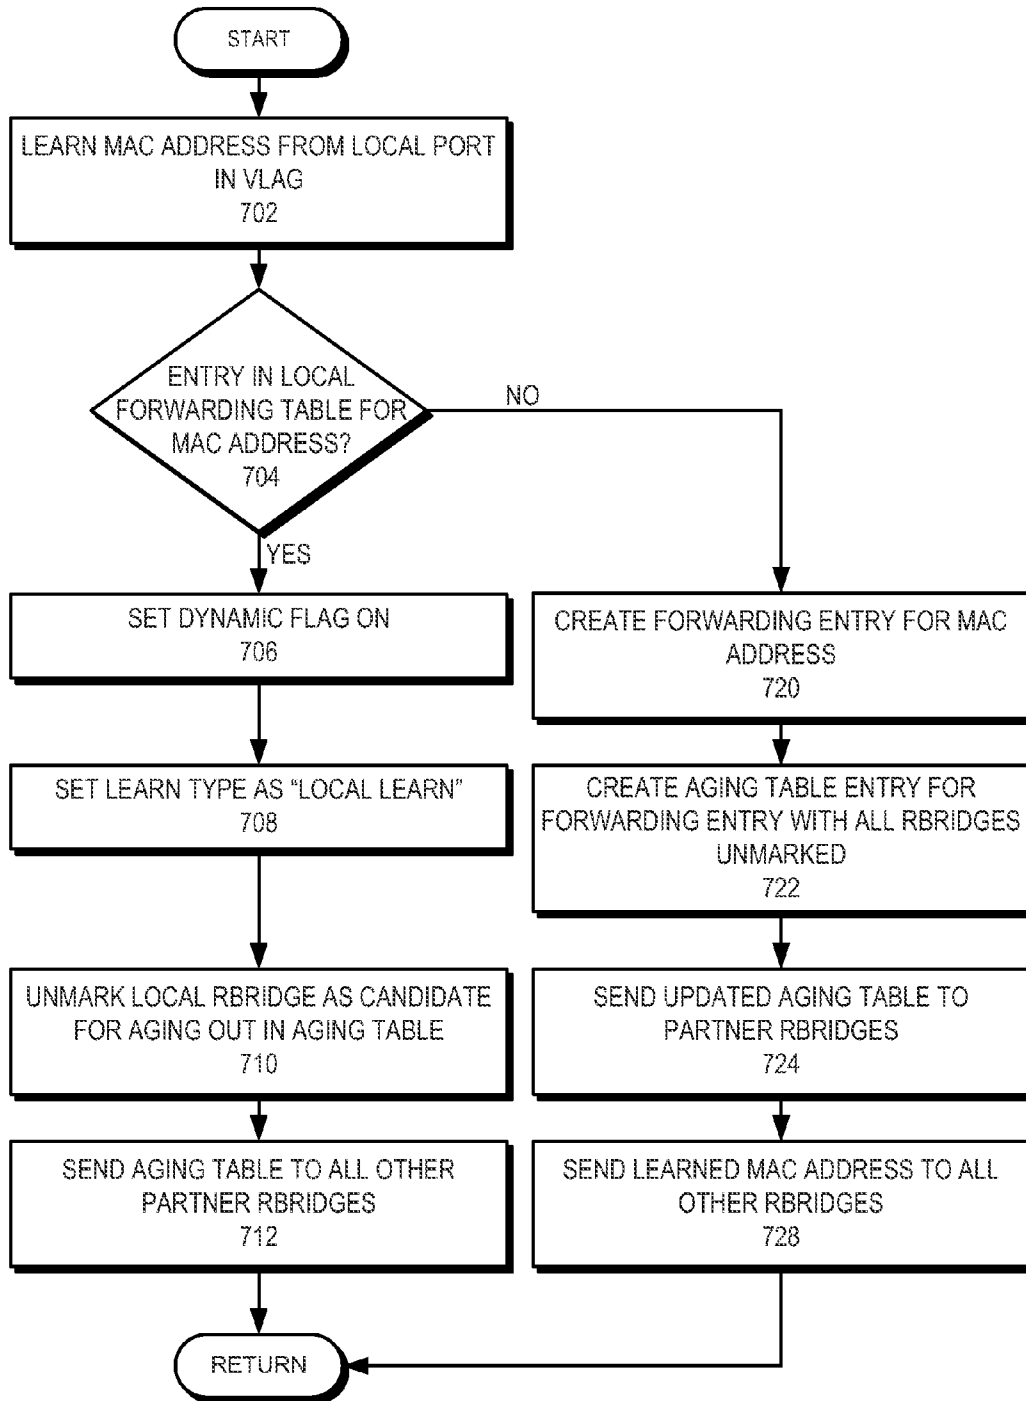 START
LEARN MAC ADDRESS FROM LOCAL PORT
IN VLAG
702
ENTRY IN LOCAL
FORWARDING TABLE FOR
MAC ADDRESS?
704
NO
YES
SET DYNAMIC FLAG ON
706
SET LEARN TYPE AS “LOCAL LEARN”
708
UNMARK LOCAL RBRIDGE AS CANDIDATE
FOR AGING OUT IN AGING TABLE
710
SEND AGING TABLE TO ALL OTHER
PARTNER RBRIDGES
712
CREATE FORWARDING ENTRY FOR MAC
ADDRESS
720
CREATE AGING TABLE ENTRY FOR
FORWARDING ENTRY WITH ALL RBRIDGES
UNMARKED
722
SEND UPDATED AGING TABLE TO
PARTNER RBRIDGES
724
SEND LEARNED MAC ADDRESS TO ALL
OTHER RBRIDGES
728
RETURN